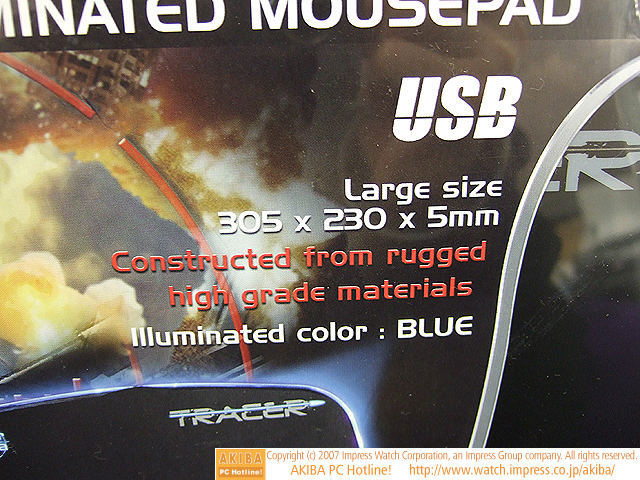 MINATED MOUSEPAD
USB
Large size
305 x 230 x 5mm
Constructed from rugged
high grade materials
Illuminated color : BLUE
TRACER
AKIBA
PC Hotline!
Copyright (c) 2007 Impress Watch Corporation, an Impress Group company. All rights reserved.
AKIBA PC Hotline! http://www.watch.impress.co.jp/akiba/